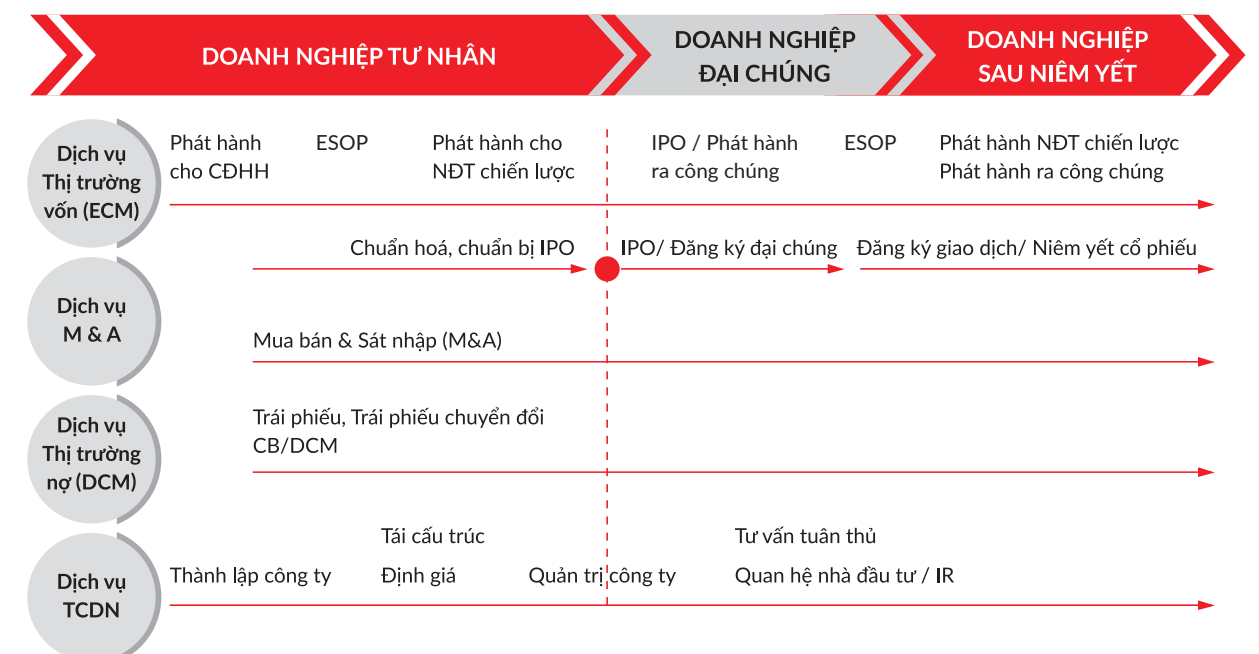 DOANH NGHIỆP TƯ NHÂN
DOANH NGHIỆP
ĐẠI CHÚNG
DOANH NGHIỆP
SAU NIÊM YẾT
Dịch vụ
Thị trường
vốn (ECM)
Phát hành
cho CĐHH
ESOP
Phát hành cho
NĐT chiến lược
IPO / Phát hành
ra công chúng
ESOP
Phát hành NĐT chiến lược
Phát hành ra công chúng
Chuẩn hoá, chuẩn bị IPO
IPO/ Đăng ký đại chúng
Đăng ký giao dịch/ Niêm yết cổ phiếu
Dịch vụ
M & A
Mua bán & Sát nhập (M&A)
Dịch vụ
Thị trường
nợ (DCM)
Trái phiếu, Trái phiếu chuyển đổi
CB/DCM
Dịch vụ
TCDN
Thành lập công ty
Tái cấu trúc
Định giá
Quản trị công ty
Tư vấn tuân thủ
Quan hệ nhà đầu tư / IR